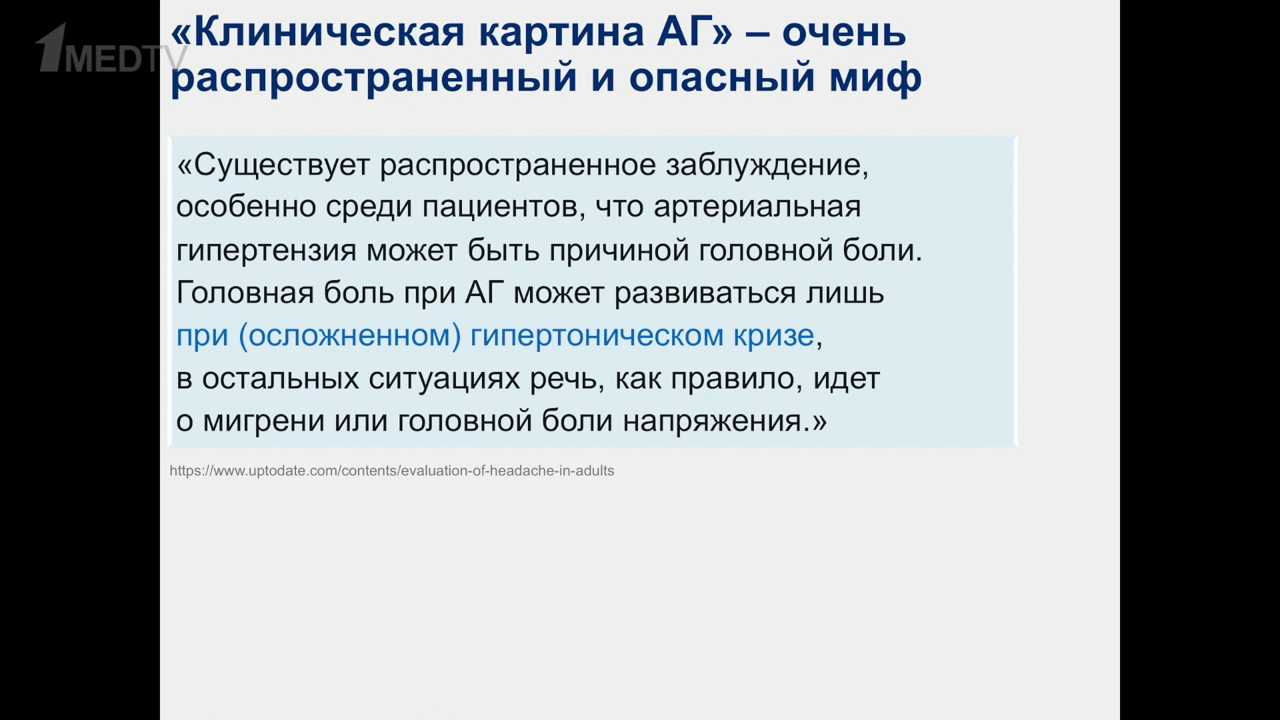 1MEDTV
«Клиническая картина АГ» – очень
распространенный и опасный миф
«Существует распространенное заблуждение,
особенно среди пациентов, что артериальная
гипертензия может быть причиной головной боли.
Головная боль при АГ может развиваться лишь
при (осложненном) гипертоническом кризе,
в остальных ситуациях речь, как правило, идет
о мигрени или головной боли напряжения.»
https://www.uptodate.com/contents/evaluation-of-headache-in-adults